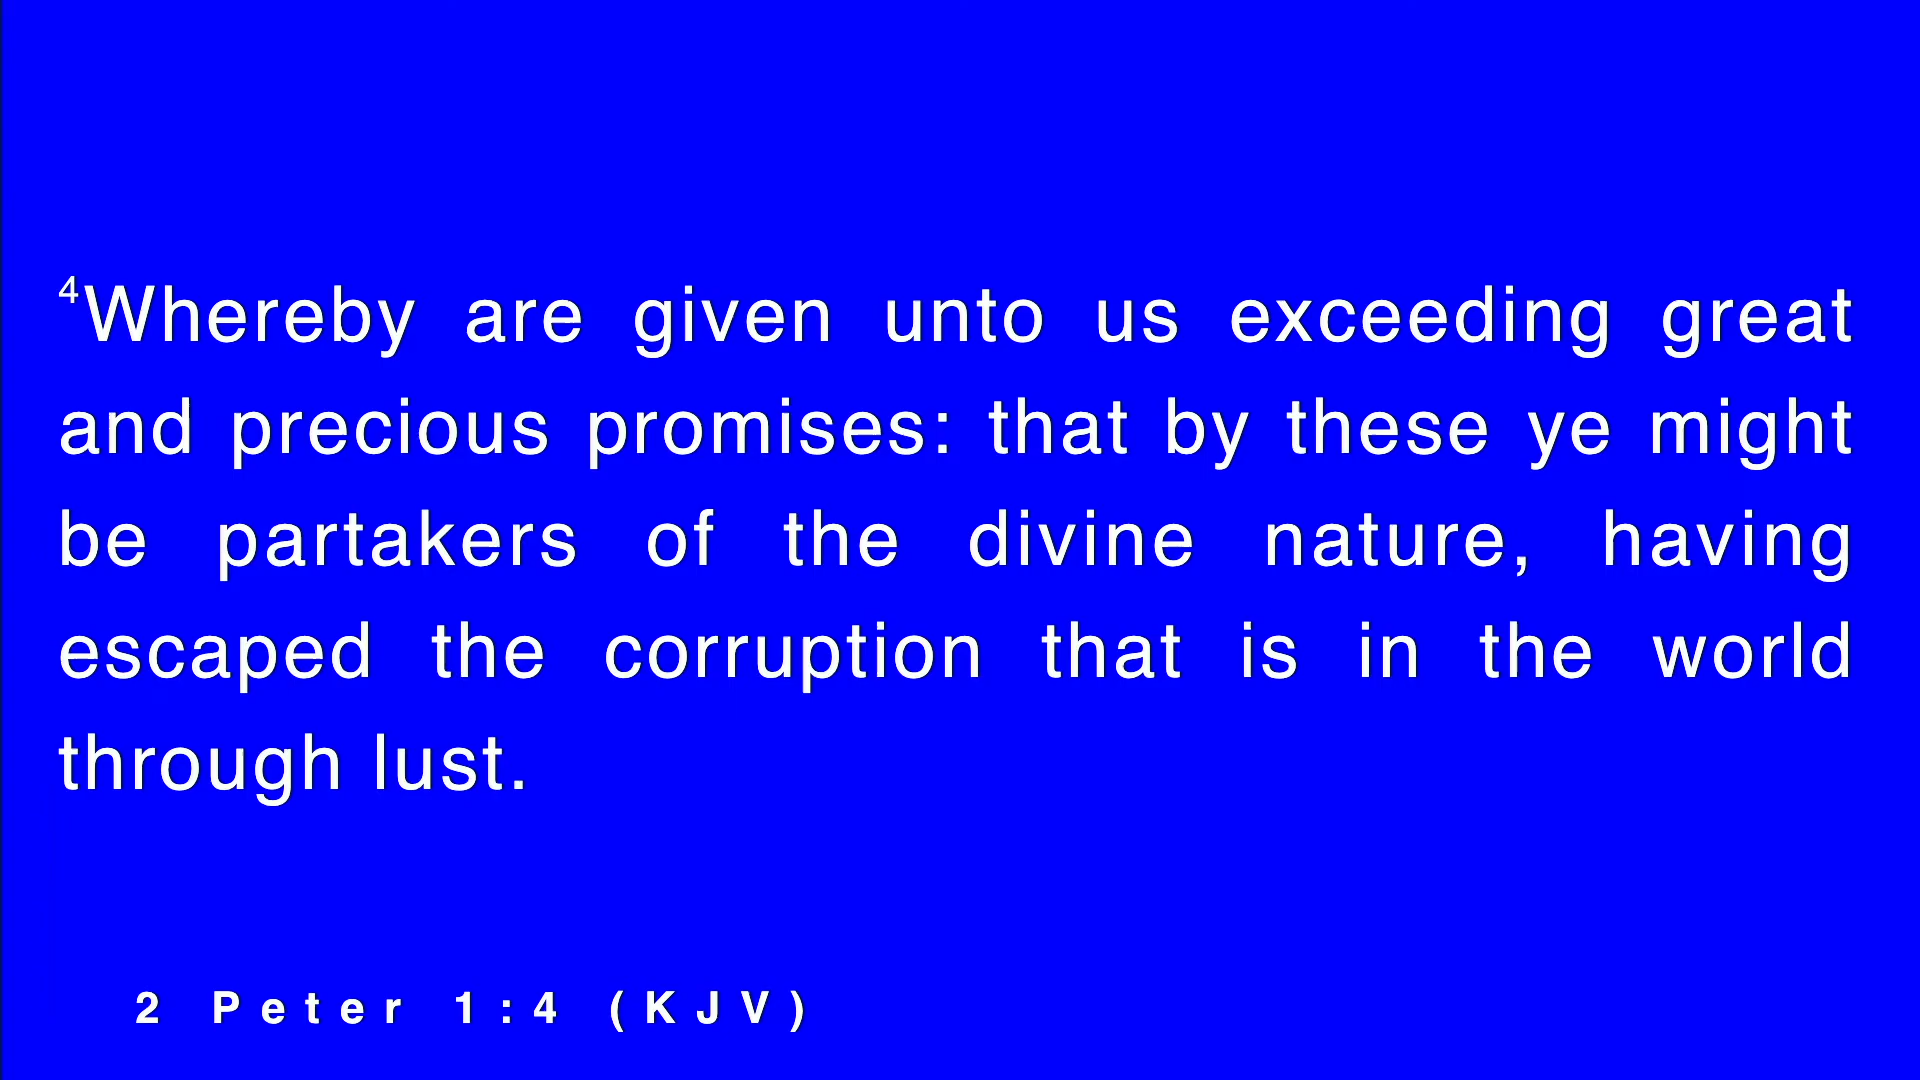 4Whereby are given unto us exceeding great
and precious promises: that by these ye might
be partakers of the divine nature, having
escaped the corruption that is in the world
through lust.
2 Peter 1:4 (KJV)